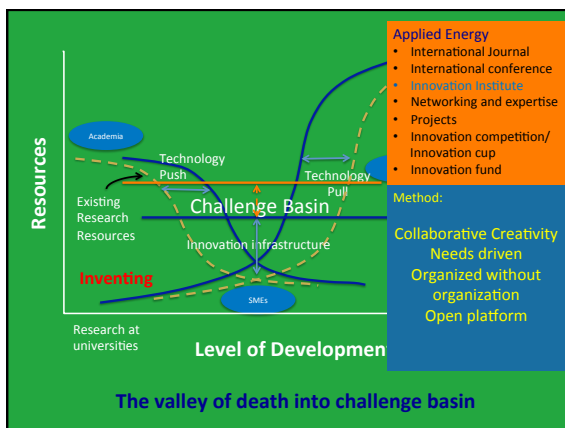 Applied Energy
• International Journal
• International conference
• Innovation Institute
• Networking and expertise
• Projects
• Innovation competition/
Innovation cup
• Innovation fund
Method:
Collaborative Creativity
Needs driven
Organized without
organization
Open platform
Resources
Academia
Technology
Push
Technology
Pull
Existing
Research
Resources
Challenge Basin
Innovation infrastructure
Inventing
SMEs
Research at
universities
Level of Development
The valley of death into challenge basin